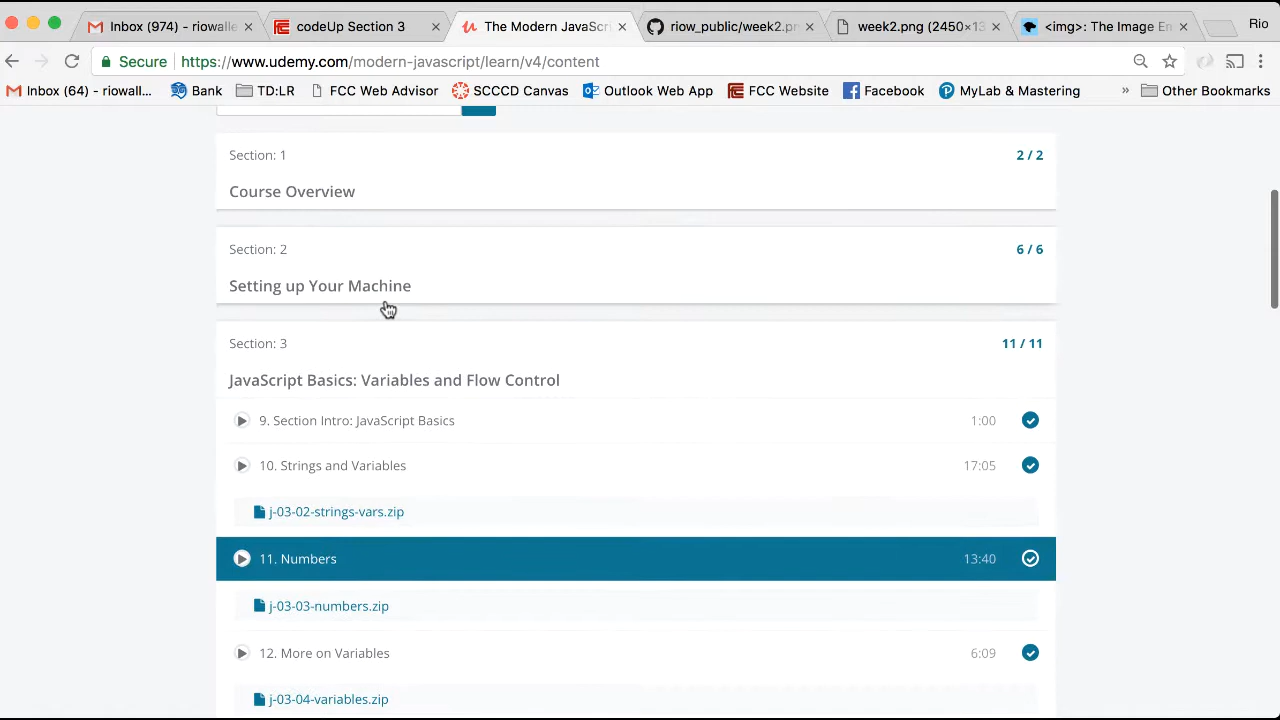 Inbox (974) – riowalle
codeUp Section 3
The Modern JavaScri
riow_public/week2.pn
week2.png (2450×13
<img>: The Image En
Rio
Secure
https://www.udemy.com/modern-javascript/learn/v4/content
Inbox (64) – riowall...
Bank
TD:LR
FCC Web Advisor
SCCCD Canvas
Outlook Web App
FCC Website
Facebook
MyLab & Mastering
»
Other Bookmarks
Section: 1
2 / 2
Course Overview
Section: 2
6 / 6
Setting up Your Machine
Section: 3
11 / 11
JavaScript Basics: Variables and Flow Control
9. Section Intro: JavaScript Basics
1:00
10. Strings and Variables
17:05
j-03-02-strings-vars.zip
11. Numbers
13:40
j-03-03-numbers.zip
12. More on Variables
6:09
j-03-04-variables.zip